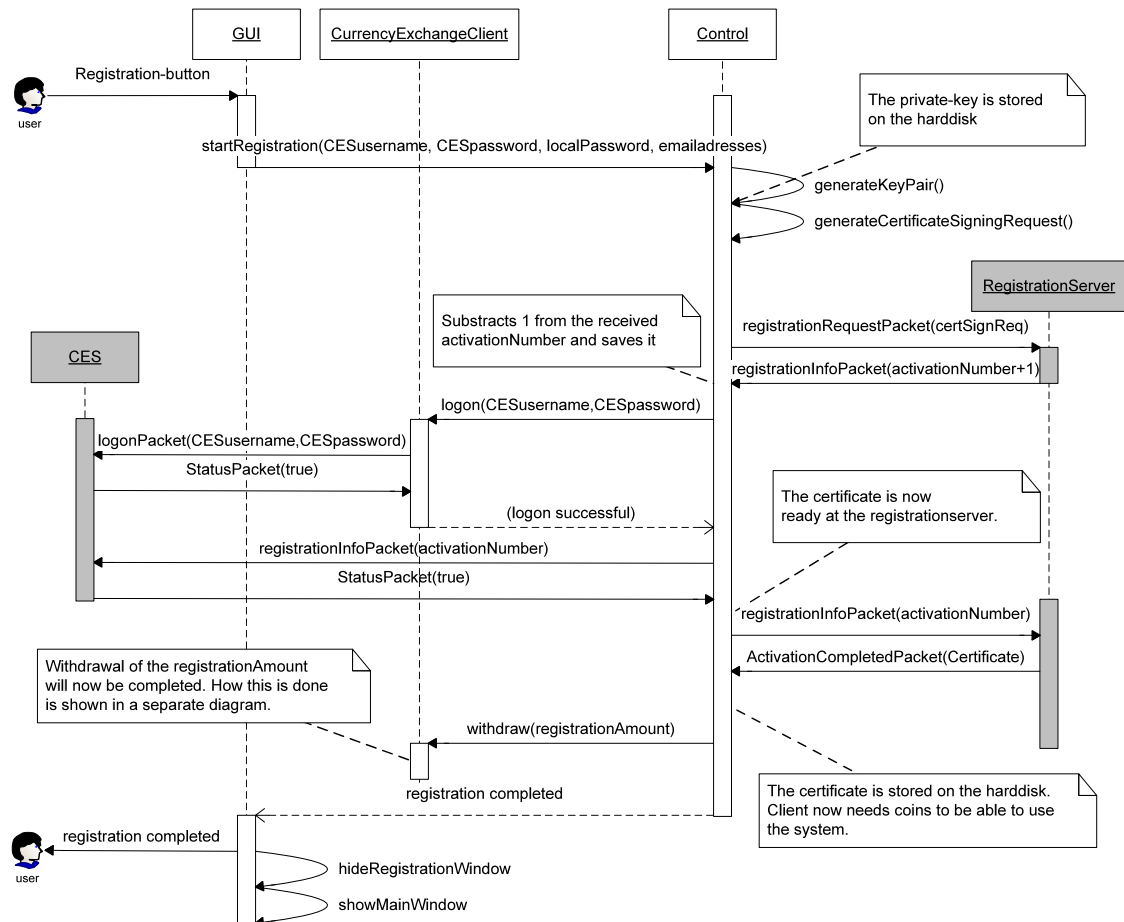 GUI
CurrencyExchangeClient
Control
Registration-button
user
The private-key is stored
on the harddisk
startRegistration(CESusername, CESpassword, localPassword, emailadresses)
generateKeyPair()
generateCertificateSigningRequest()
RegistrationServer
Substracts 1 from the received
activationNumber and saves it
registrationRequestPacket(certSignReq)
CES
registrationInfoPacket(activationNumber+1)
logon(CESusername,CESpassword)
logonPacket(CESusername,CESpassword)
StatusPacket(true)
The certificate is now
ready at the registrationserver.
(logon successful)
registrationInfoPacket(activationNumber)
StatusPacket(true)
registrationInfoPacket(activationNumber)
ActivationCompletedPacket(Certificate)
Withdrawal of the registrationAmount
will now be completed. How this is done
is shown in a separate diagram.
withdraw(registrationAmount)
registration completed
The certificate is stored on the harddisk.
Client now needs coins to be able to use
the system.
registration completed
user
hideRegistrationWindow
showMainWindow